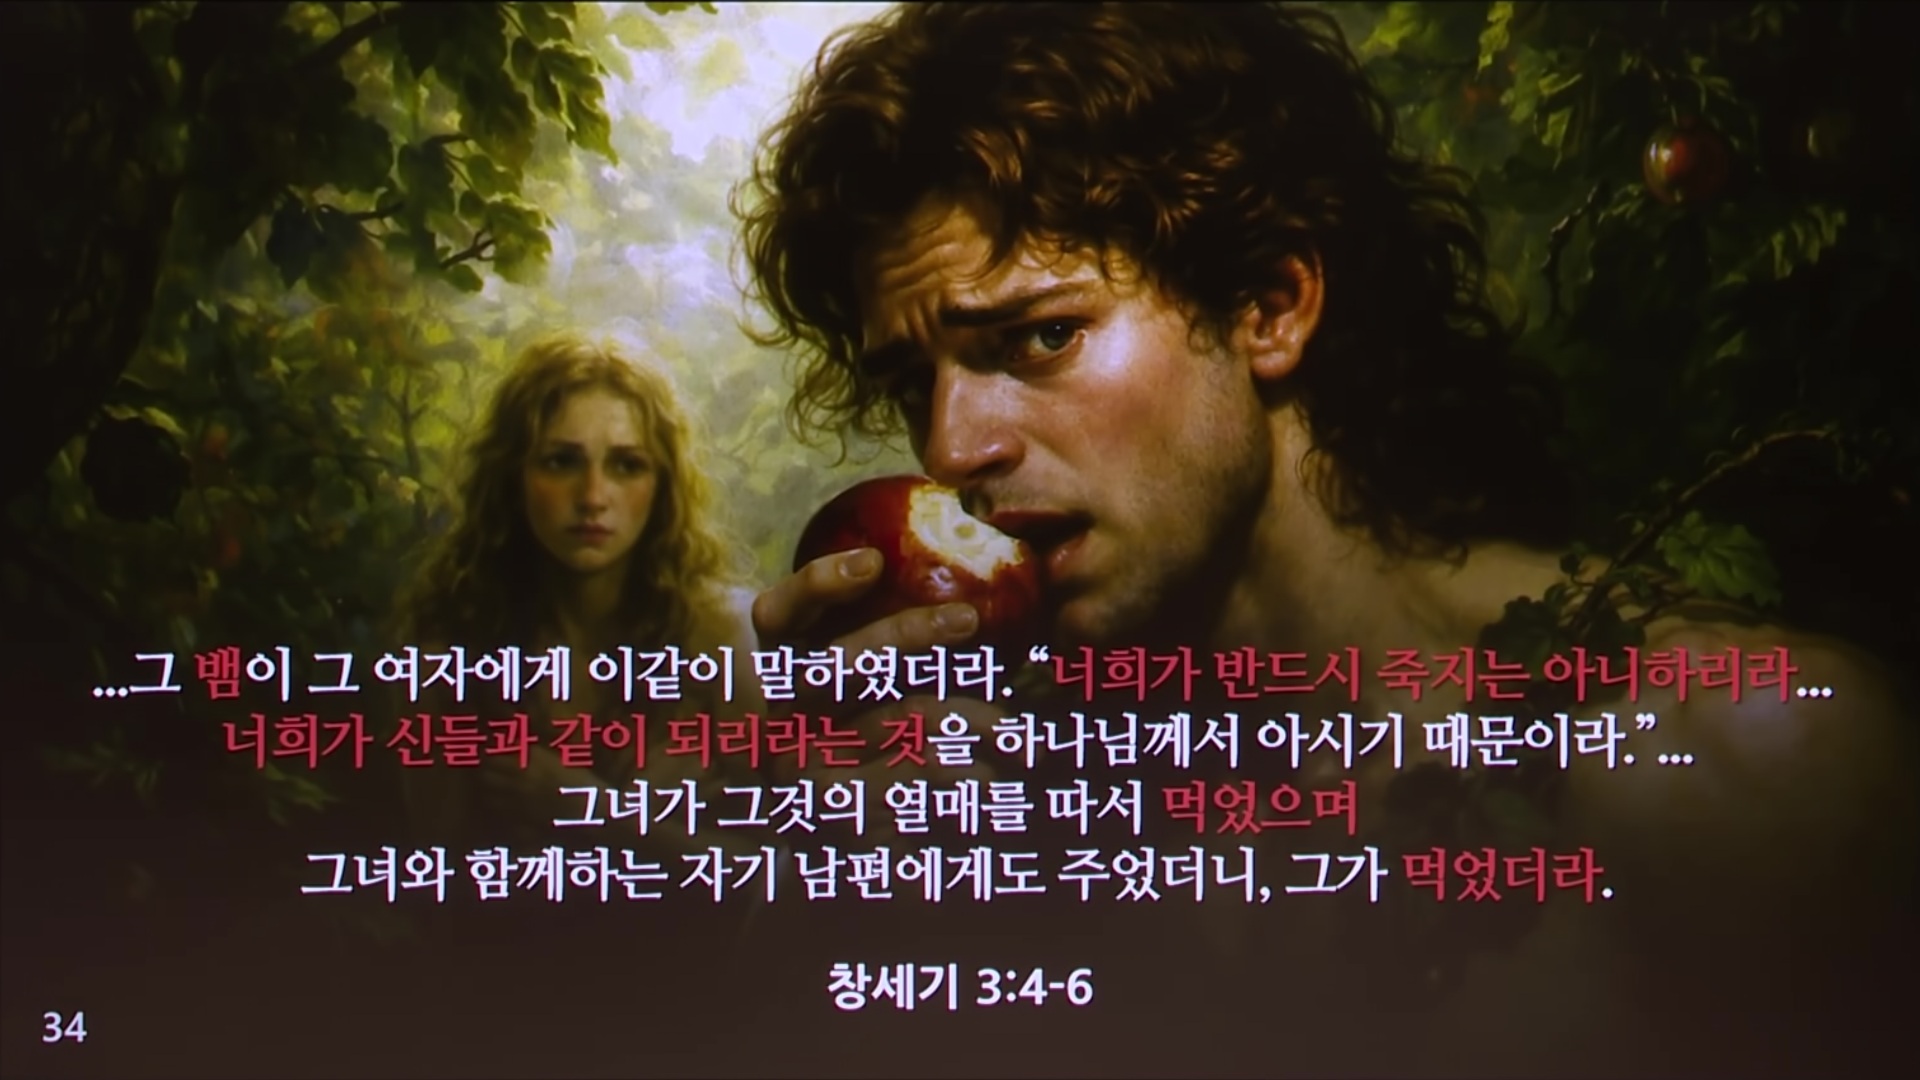 ...그 뱀이 그 여자에게 이같이 말하였더라. “너희가 반드시 죽지는 아니하리라...
너희가 신들과 같이 되리라는 것을 하나님께서 아시기 때문이라.”...
그녀가 그것의 열매를 따서 먹었으며
그녀와 함께하는 자기 남편에게도 주었더니, 그가 먹었더라.
창세기 3:4-6
34